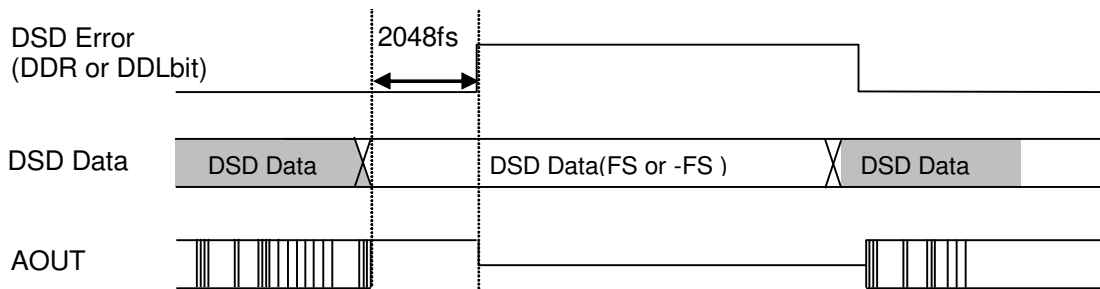 DSD Error
(DDR or DDLbit)
2048fs
DSD Data
DSD Data
DSD Data(FS or -FS )
DSD Data
AOUT